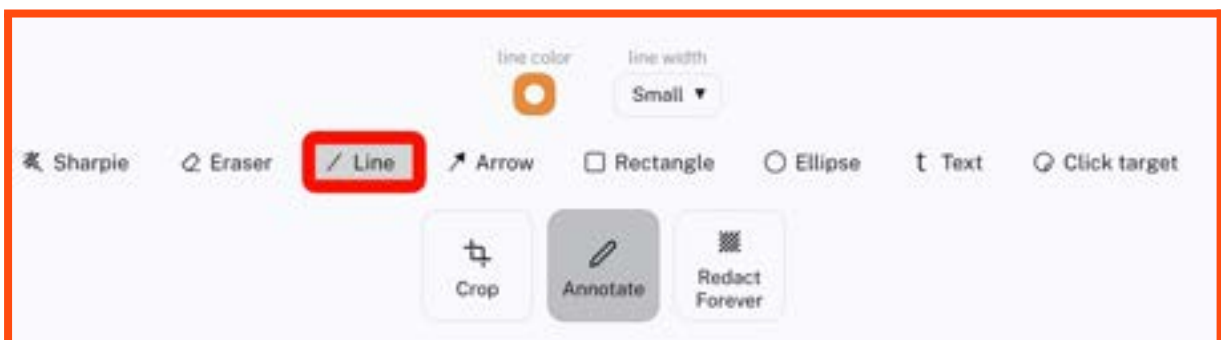 line color line width
Small ▼
Sharpie Eraser Line Arrow Rectangle Ellipse t Text Click target
Crop Annotate Redact
Forever